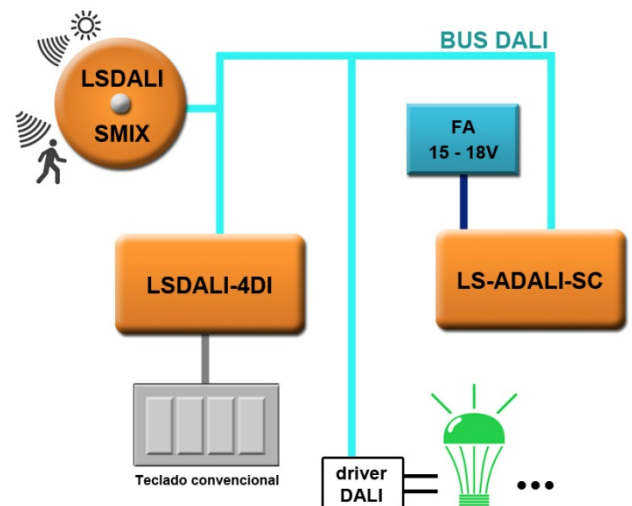 BUS DALI
LSDALI
SMIX
FA
15 - 18V
LSDALI-4DI
LS-ADALI-SC
Teclado convencional
driver
DALI